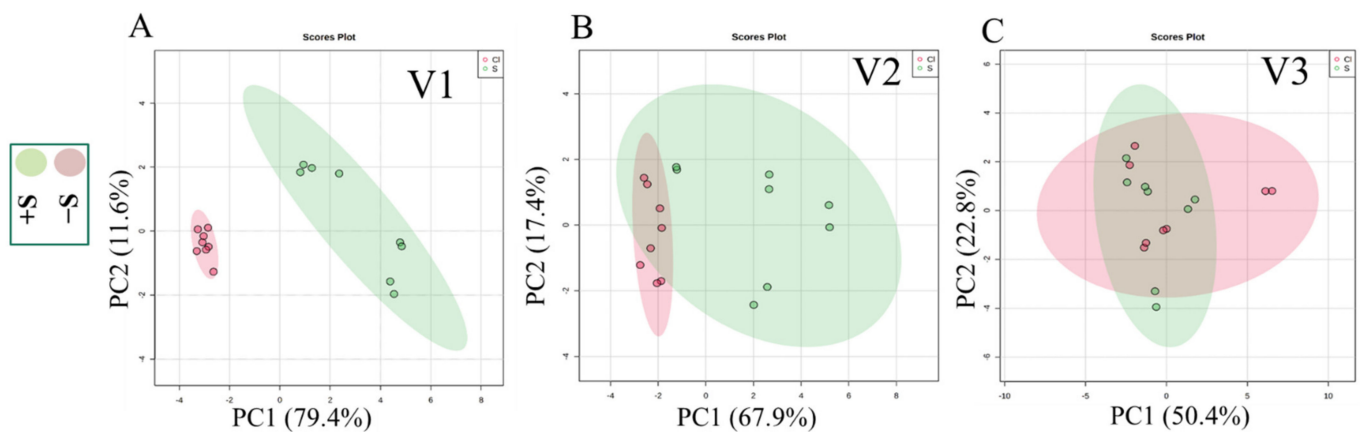 +S
−S
A
Scores Plot
Cl
S
V1
4
2
0
-2
-4
-4
-2
0
2
4
6
8
PC2 (11.6%)
PC1 (79.4%)
B
Scores Plot
Cl
S
V2
4
2
0
-2
-4
-4
-2
0
2
4
6
8
PC2 (17.4%)
PC1 (67.9%)
C
Scores Plot
Cl
S
V3
6
4
2
0
-2
-4
-6
-10
-5
0
5
10
PC2 (22.8%)
PC1 (50.4%)